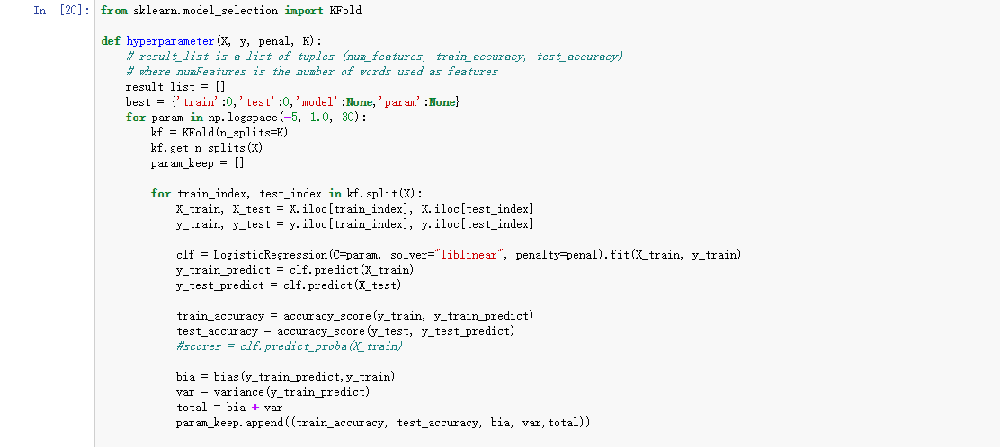 In [20]: from sklearn.model_selection import KFold
def hyperparameter(X, y, penal, K):
# result_list is a list of tuples (num_features, train_accuracy, test_accuracy)
# where numFeatures is the number of words used as features
result_list = []
best = {'train':0,'test':0,'model':None,'param':None}
for param in np.logspace(-5, 1.0, 30):
kf = KFold(n_splits=K)
kf.get_n_splits(X)
param_keep = []
for train_index, test_index in kf.split(X):
X_train, X_test = X.iloc[train_index], X.iloc[test_index]
y_train, y_test = y.iloc[train_index], y.iloc[test_index]
clf = LogisticRegression(C=param, solver="liblinear", penalty=penal).fit(X_train, y_train)
y_train_predict = clf.predict(X_train)
y_test_predict = clf.predict(X_test)
train_accuracy = accuracy_score(y_train, y_train_predict)
test_accuracy = accuracy_score(y_test, y_test_predict)
#scores = clf.predict_proba(X_train)
bia = bias(y_train_predict,y_train)
var = variance(y_train_predict)
total = bia + var
param_keep.append((train_accuracy, test_accuracy, bia, var,total))